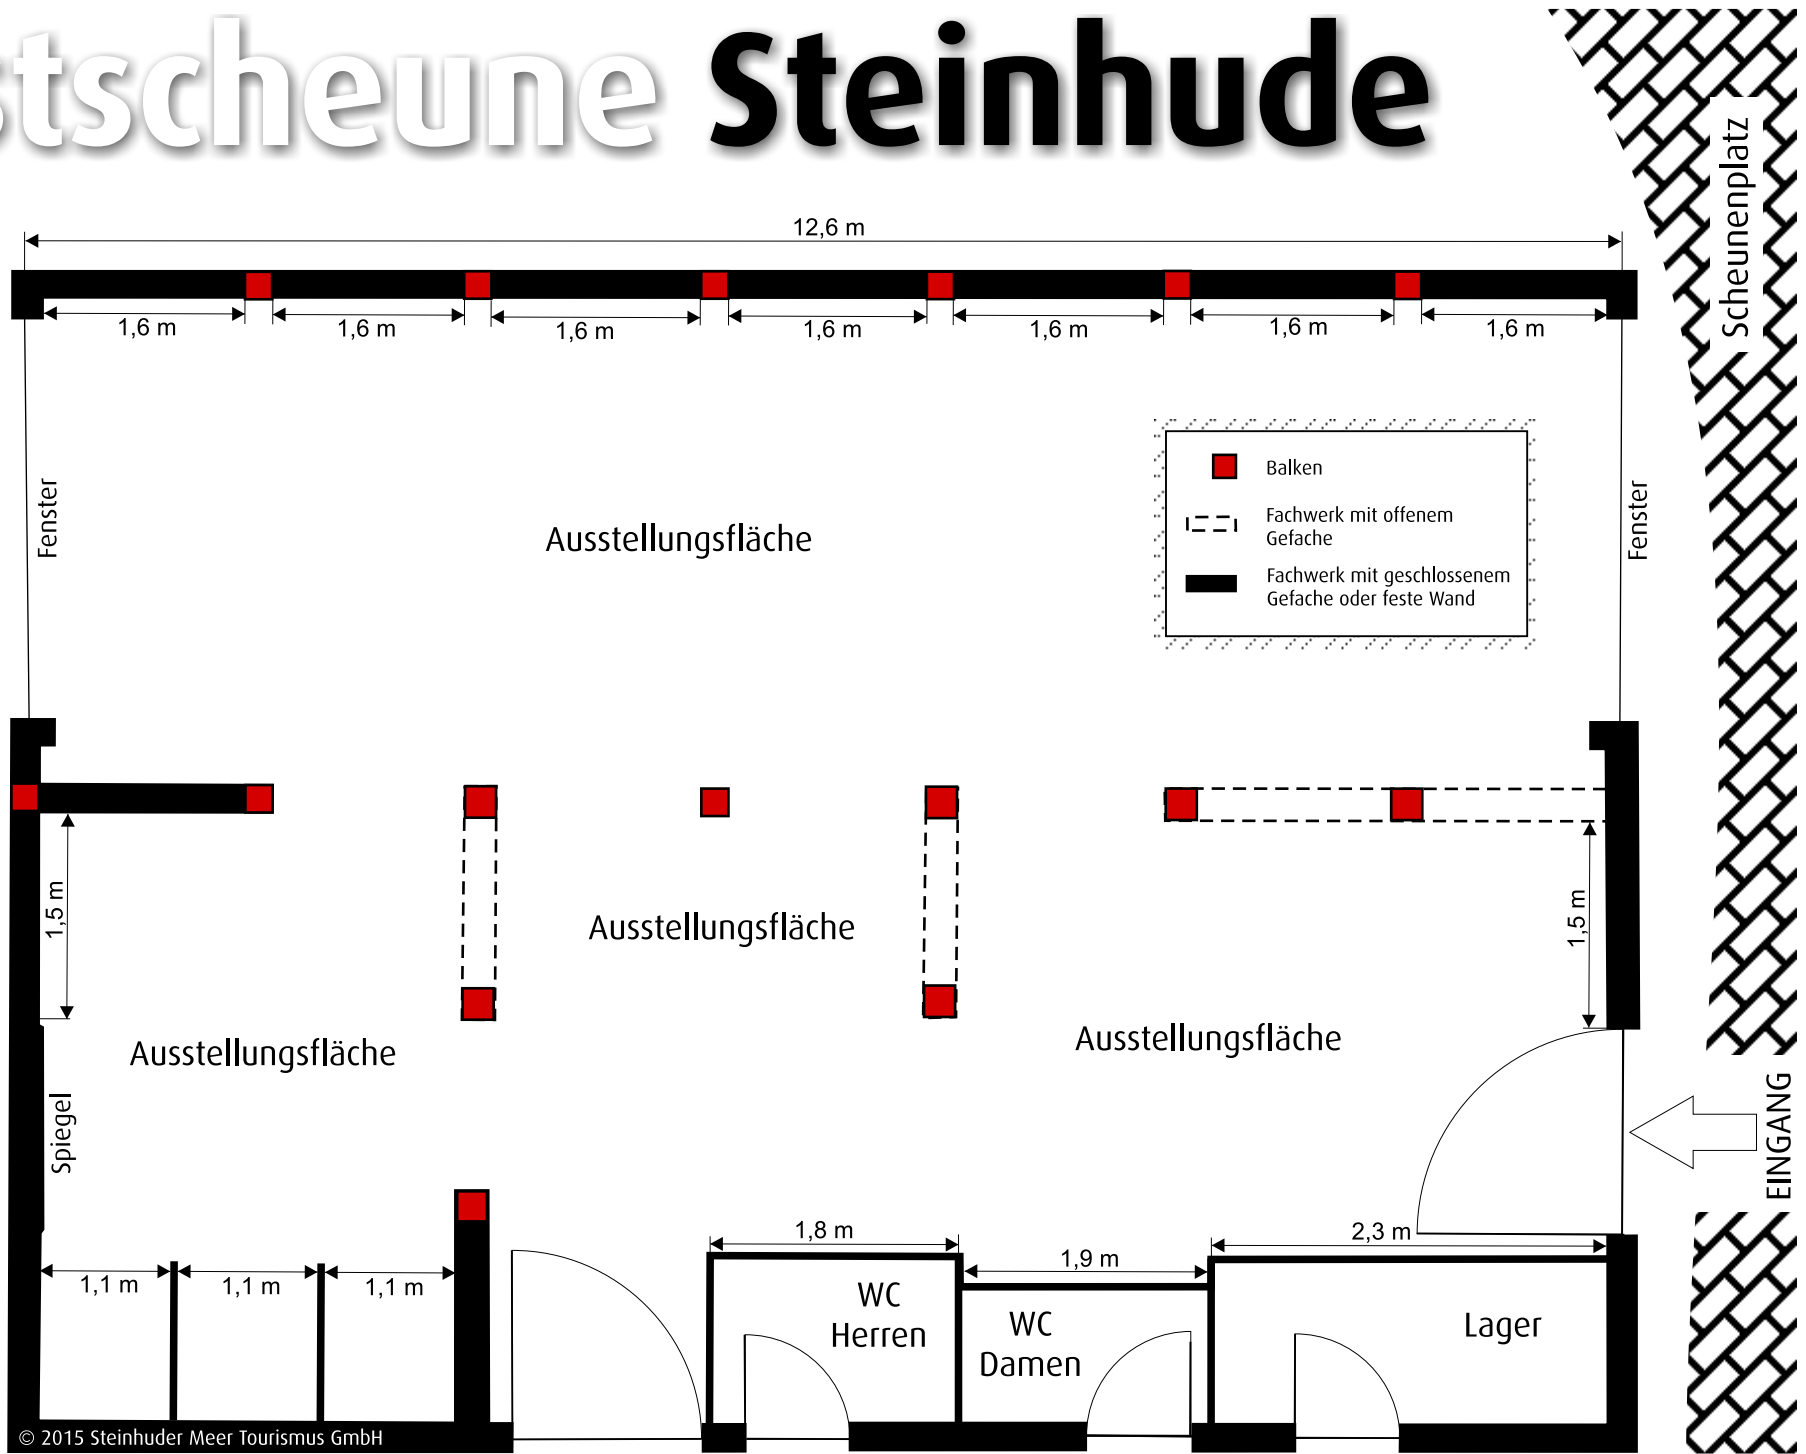 stscheune Steinhude
Scheunenplatz
12,6 m
1,6 m
1,6 m
1,6 m
1,6 m
1,6 m
1,6 m
1,6 m
Fenster
Ausstellungsfläche
Balken
Fachwerk mit offenem
Gefache
Fachwerk mit geschlossenem
Gefache oder feste Wand
Fenster
1,5 m
Ausstellungsfläche
1,5 m
Ausstellungsfläche
Ausstellungsfläche
Spiegel
EINGANG
1,1 m
1,1 m
1,1 m
1,8 m
1,9 m
2,3 m
WC
Herren
WC
Damen
Lager
© 2015 Steinhuder Meer Tourismus GmbH